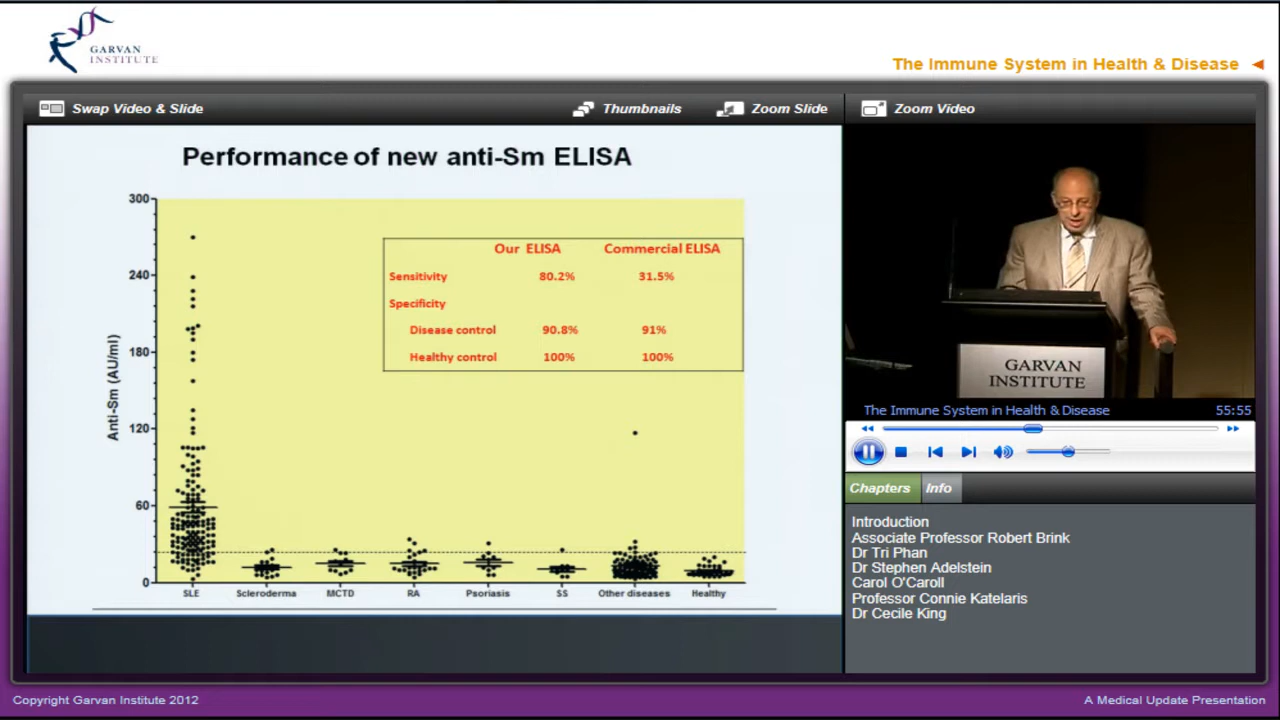 GARVAN
INSTITUTE
The Immune System in Health & Disease
Swap Video & Slide
Thumbnails
Zoom Slide
Zoom Video
Performance of new anti-Sm ELISA
Anti-Sm (AU/ml)
300
240
180
120
60
0
Our ELISA Commercial ELISA
Sensitivity 80.2% 31.5%
Specificity
Disease control 90.8% 91%
Healthy control 100% 100%
SLE Scleroderma MCTD RA Psoriasis SS Other diseases Healthy
GARVAN
INSTITUTE
The Immune System in Health & Disease 55:55
Chapters Info
Introduction
Associate Professor Robert Brink
Dr Tri Phan
Dr Stephen Adelstein
Carol O'Caroll
Professor Connie Katelaris
Dr Cecile King
Copyright Garvan Institute 2012
A Medical Update Presentation